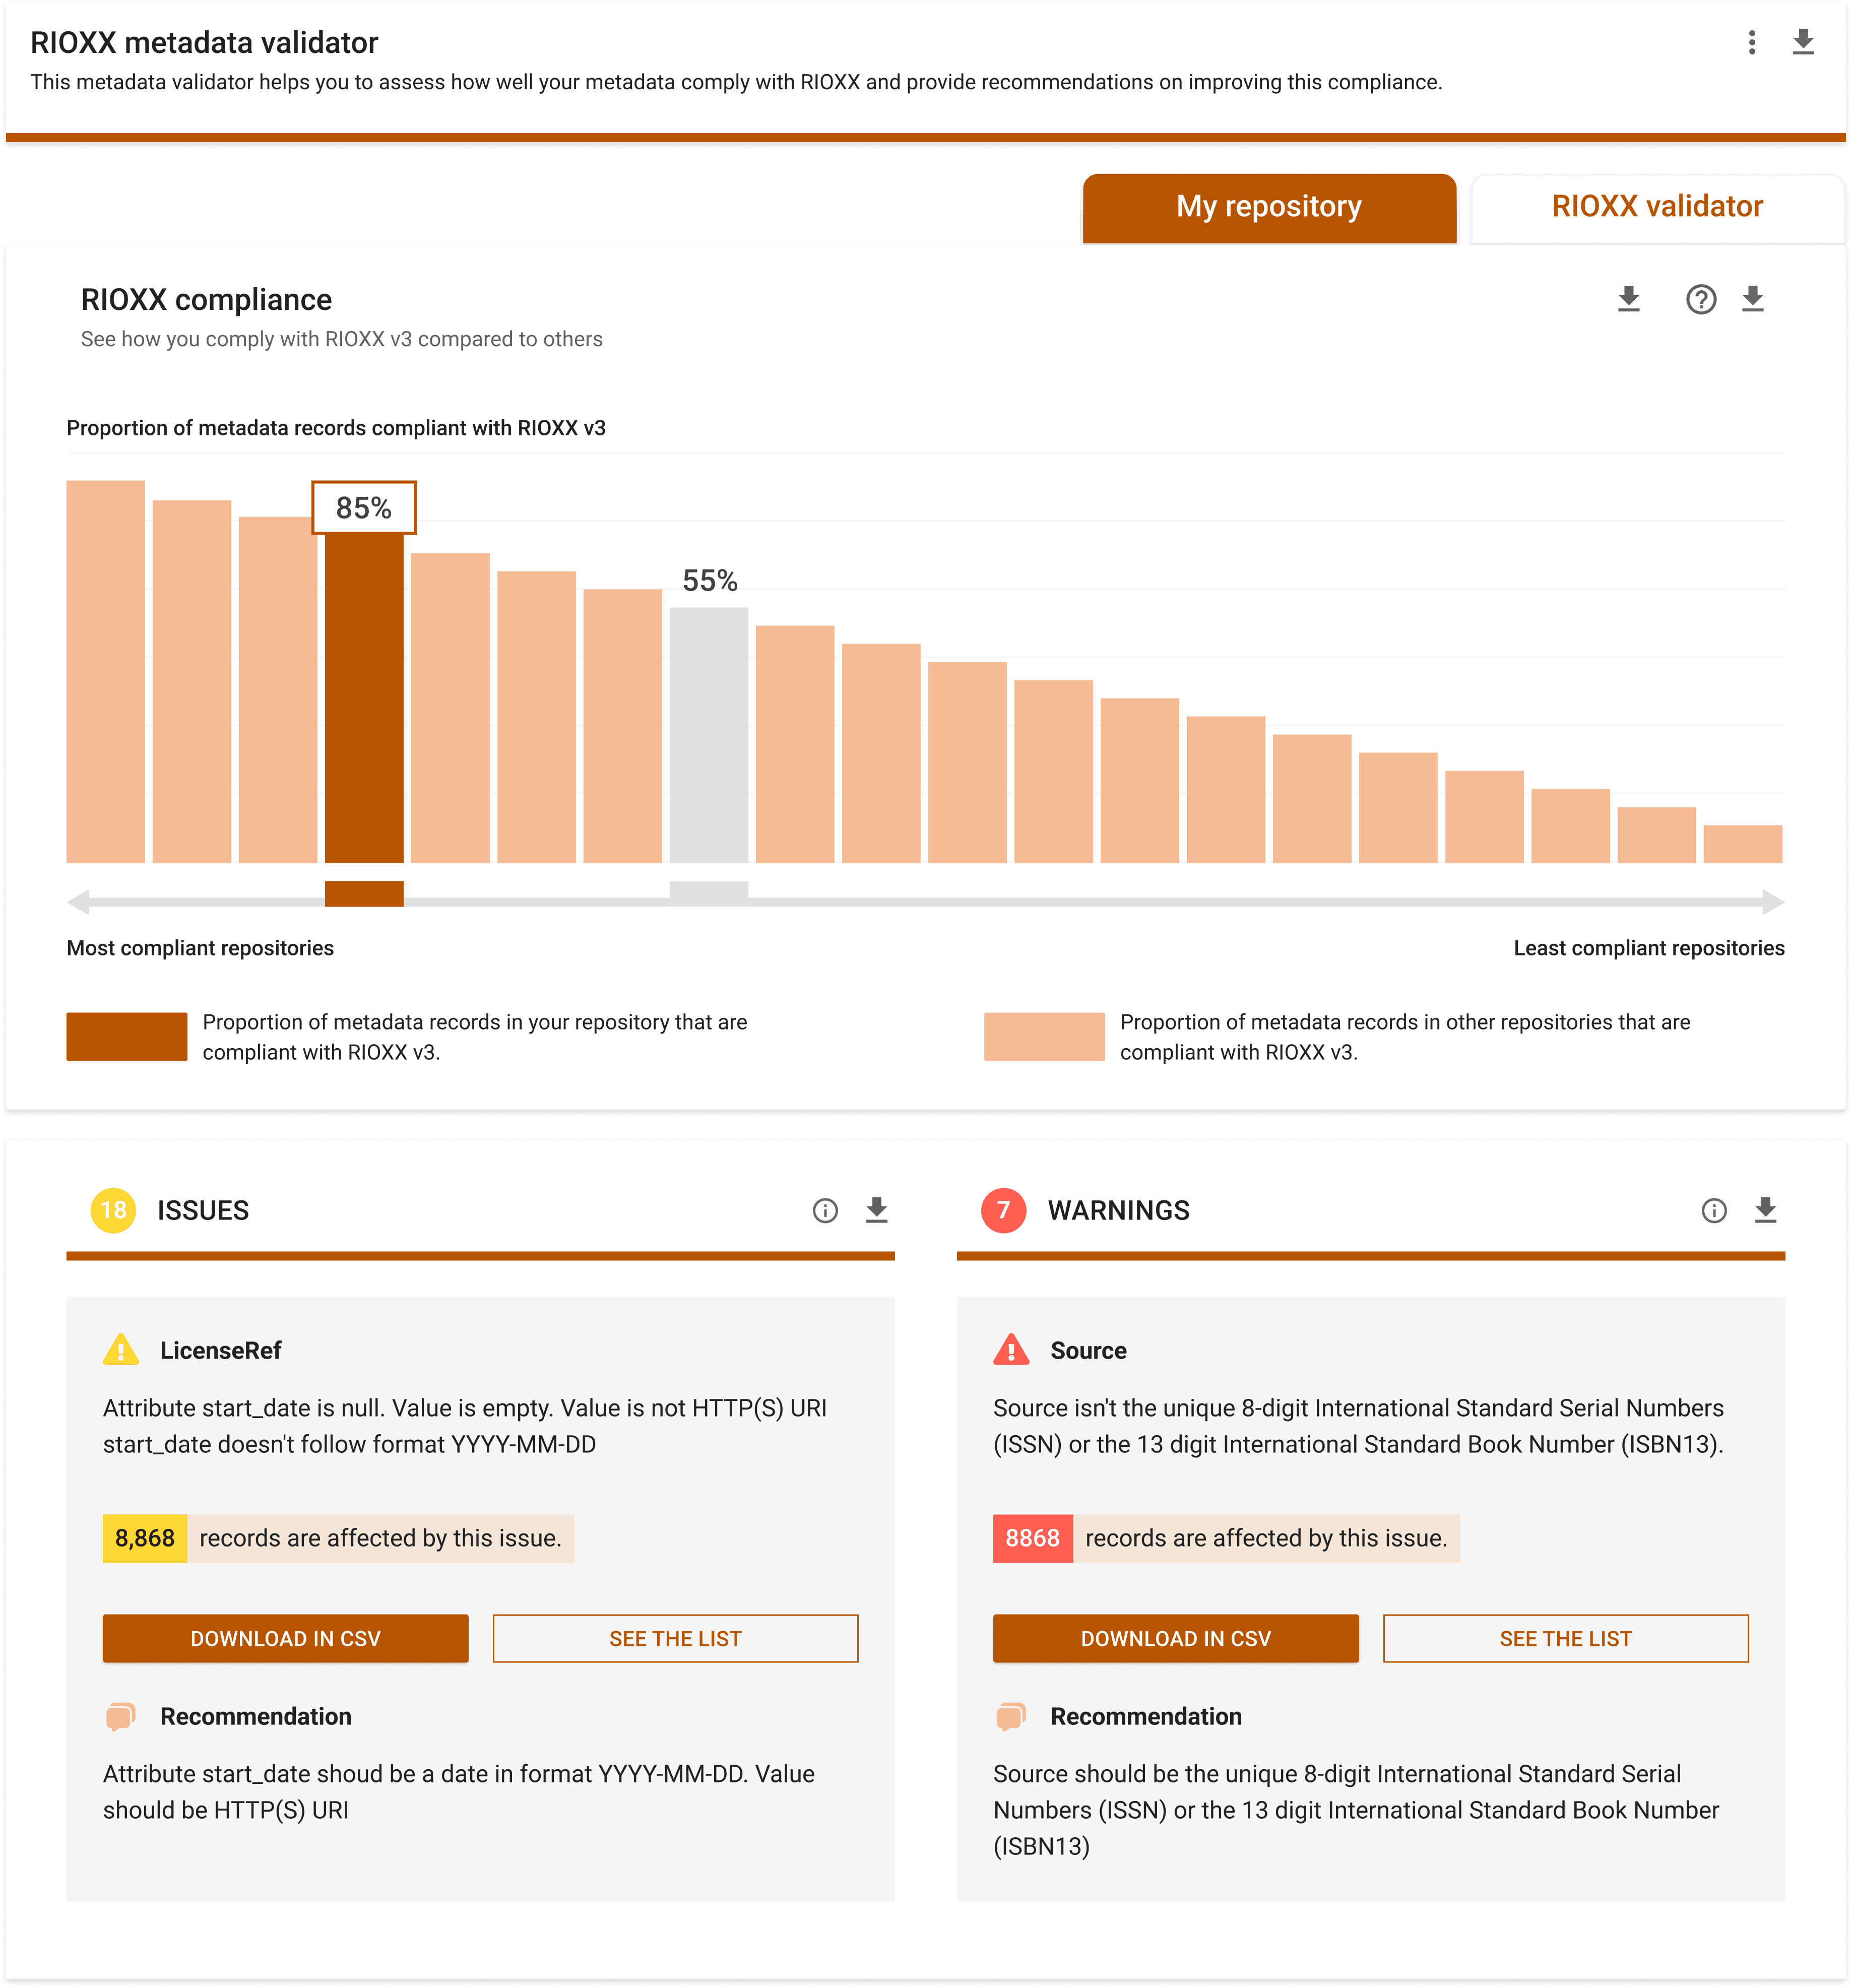 RIOXX metadata validator
This metadata validator helps you to assess how well your metadata comply with RIOXX and provide recommendations on improving this compliance.
My repository
RIOXX validator
RIOXX compliance
See how you comply with RIOXX v3 compared to others
Proportion of metadata records compliant with RIOXX v3
85%
55%
Most compliant repositories
Least compliant repositories
Proportion of metadata records in your repository that are
compliant with RIOXX v3.
Proportion of metadata records in other repositories that are
compliant with RIOXX v3.
18 ISSUES
LicenseRef
Attribute start_date is null. Value is empty. Value is not HTTP(S) URI
start_date doesn't follow format YYYY-MM-DD
8,868 records are affected by this issue.
DOWNLOAD IN CSV
SEE THE LIST
Recommendation
Attribute start_date shoud be a date in format YYYY-MM-DD. Value
should be HTTP(S) URI
7 WARNINGS
Source
Source isn't the unique 8-digit International Standard Serial Numbers
(ISSN) or the 13 digit International Standard Book Number (ISBN13).
8868 records are affected by this issue.
DOWNLOAD IN CSV
SEE THE LIST
Recommendation
Source should be the unique 8-digit International Standard Serial
Numbers (ISSN) or the 13 digit International Standard Book Number
(ISBN13)